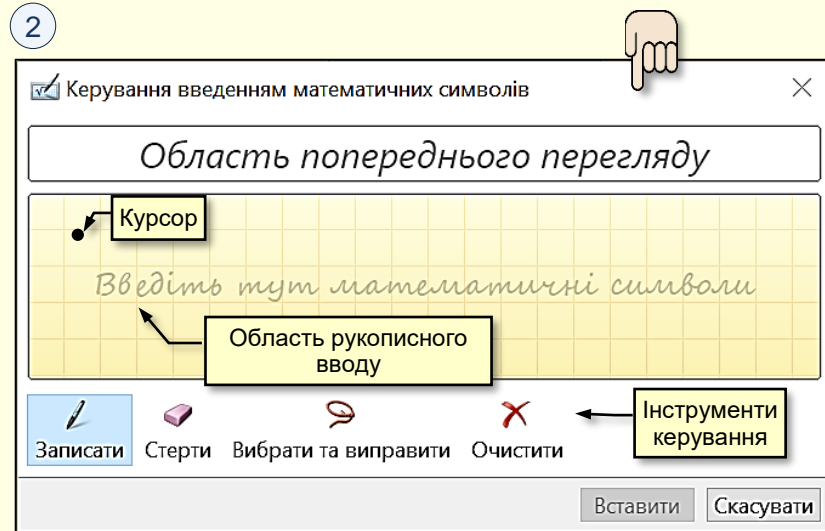 2
Керування введенням математичних символів
Область попереднього перегляду
Курсор
Введіть тут математичні символи
Область рукописного
вводу
Записати Стерти Вибрати та виправити Очистити
Інструменти
керування
Вставити Скасувати